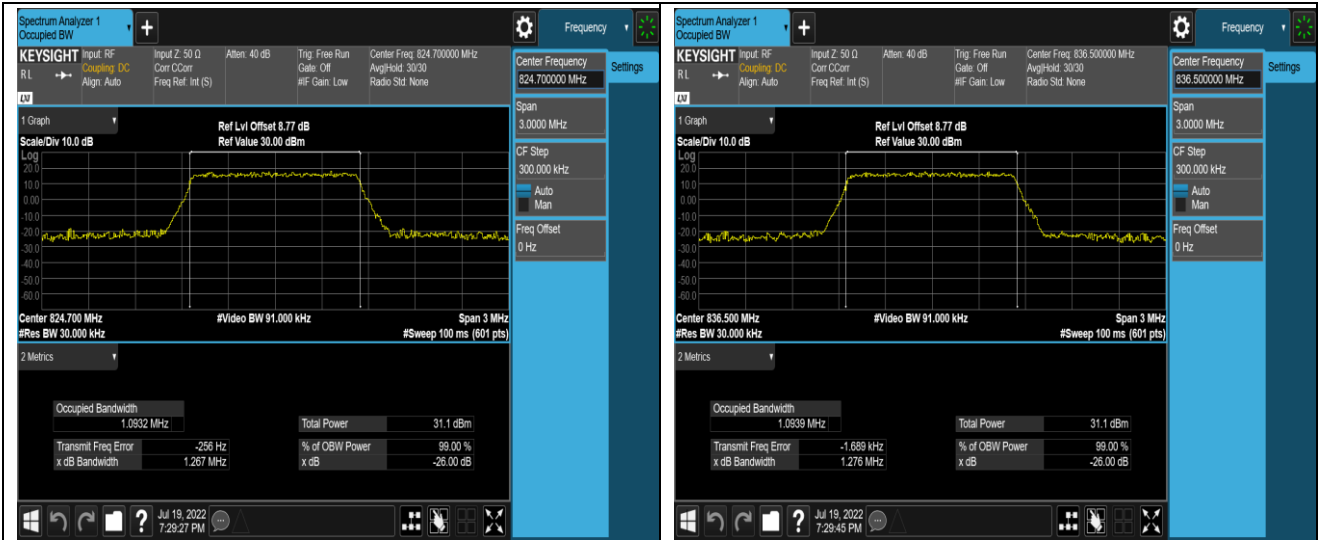 Spectrum Analyzer 1
Occupied BW
+
Frequency
KEYSIGHT
Input: RF
Input Z: 50 Ω
Atten: 40 dB
Trig: Free Run
Center Freq: 824.700000 MHz
RL
Coupling: DC
Corr CCorr
Gate: Off
Avg|Hold: 30/30
Align: Auto
Freq Ref: Int (S)
#IF Gain: Low
Radio Std: None
LXI
Center Frequency
824.700000 MHz
Settings
Span
3.0000 MHz
CF Step
300.000 kHz
Auto
Man
Freq Offset
0 Hz
1 Graph
Ref Lvl Offset 8.77 dB
Scale/Div 10.0 dB
Ref Value 30.00 dBm
Log
20.0
10.0
0.00
-10.0
-20.0
-30.0
-40.0
-50.0
-60.0
Center 824.700 MHz
#Video BW 91.000 kHz
Span 3 MHz
#Res BW 30.000 kHz
#Sweep 100 ms (601 pts)
2 Metrics
Occupied Bandwidth
1.0932 MHz
Total Power 31.1 dBm
Transmit Freq Error -256 Hz
% of OBW Power 99.00 %
x dB Bandwidth 1.267 MHz
x dB -26.00 dB
?
Jul 19, 2022
7:29:27 PM
Spectrum Analyzer 1
Occupied BW
+
Frequency
KEYSIGHT
Input: RF
Input Z: 50 Ω
Atten: 40 dB
Trig: Free Run
Center Freq: 836.500000 MHz
RL
Coupling: DC
Corr CCorr
Gate: Off
Avg|Hold: 30/30
Align: Auto
Freq Ref: Int (S)
#IF Gain: Low
Radio Std: None
LXI
Center Frequency
836.500000 MHz
Settings
Span
3.0000 MHz
CF Step
300.000 kHz
Auto
Man
Freq Offset
0 Hz
1 Graph
Ref Lvl Offset 8.77 dB
Scale/Div 10.0 dB
Ref Value 30.00 dBm
Log
20.0
10.0
0.00
-10.0
-20.0
-30.0
-40.0
-50.0
-60.0
Center 836.500 MHz
#Video BW 91.000 kHz
Span 3 MHz
#Res BW 30.000 kHz
#Sweep 100 ms (601 pts)
2 Metrics
Occupied Bandwidth
1.0939 MHz
Total Power 31.1 dBm
Transmit Freq Error -1.689 kHz
% of OBW Power 99.00 %
x dB Bandwidth 1.276 MHz
x dB -26.00 dB
?
Jul 19, 2022
7:29:45 PM